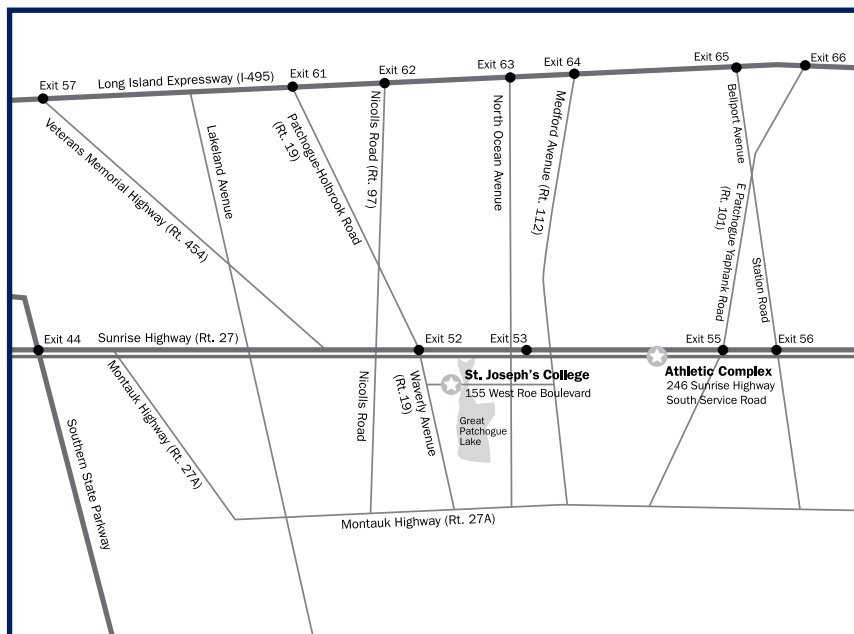 Exit 57
Long Island Expressway (I-495)
Exit 61
Exit 62
Exit 63
Exit 64
Exit 65
Exit 66
Veterans Memorial Highway (Rt. 454)
Lakeland Avenue
Patchogue-Holbrook Road
(Rt. 19)
Nicolls Road (Rt. 97)
North Ocean Avenue
Medford Avenue (Rt. 112)
Bellport Avenue
E Patchogue Yaphank Road
(Rt. 101)
Station Road
Exit 44
Sunrise Highway (Rt. 27)
Exit 52
Exit 53
Exit 55
Exit 56
Montauk Highway (Rt. 27A)
Nicolls Road
Waverly Avenue
(Rt.19)
St. Joseph's College
155 West Roe Boulevard
Great
Patchogue
Lake
Athletic Complex
246 Sunrise Highway
South Service Road
Southern State Parkway
Montauk Highway (Rt. 27A)